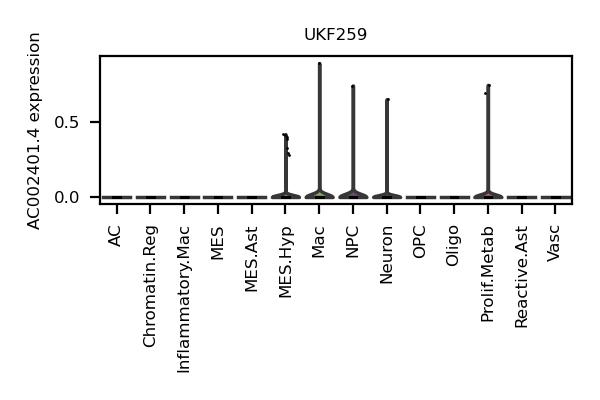 UKF259
AC002401.4 expression
0.5
0.0
AC
Chromatin.Reg
Inflammatory.Mac
MES
MES.Ast
MES.Hyp
Mac
NPC
Neuron
OPC
Oligo
Prolif.Metab
Reactive.Ast
Vasc